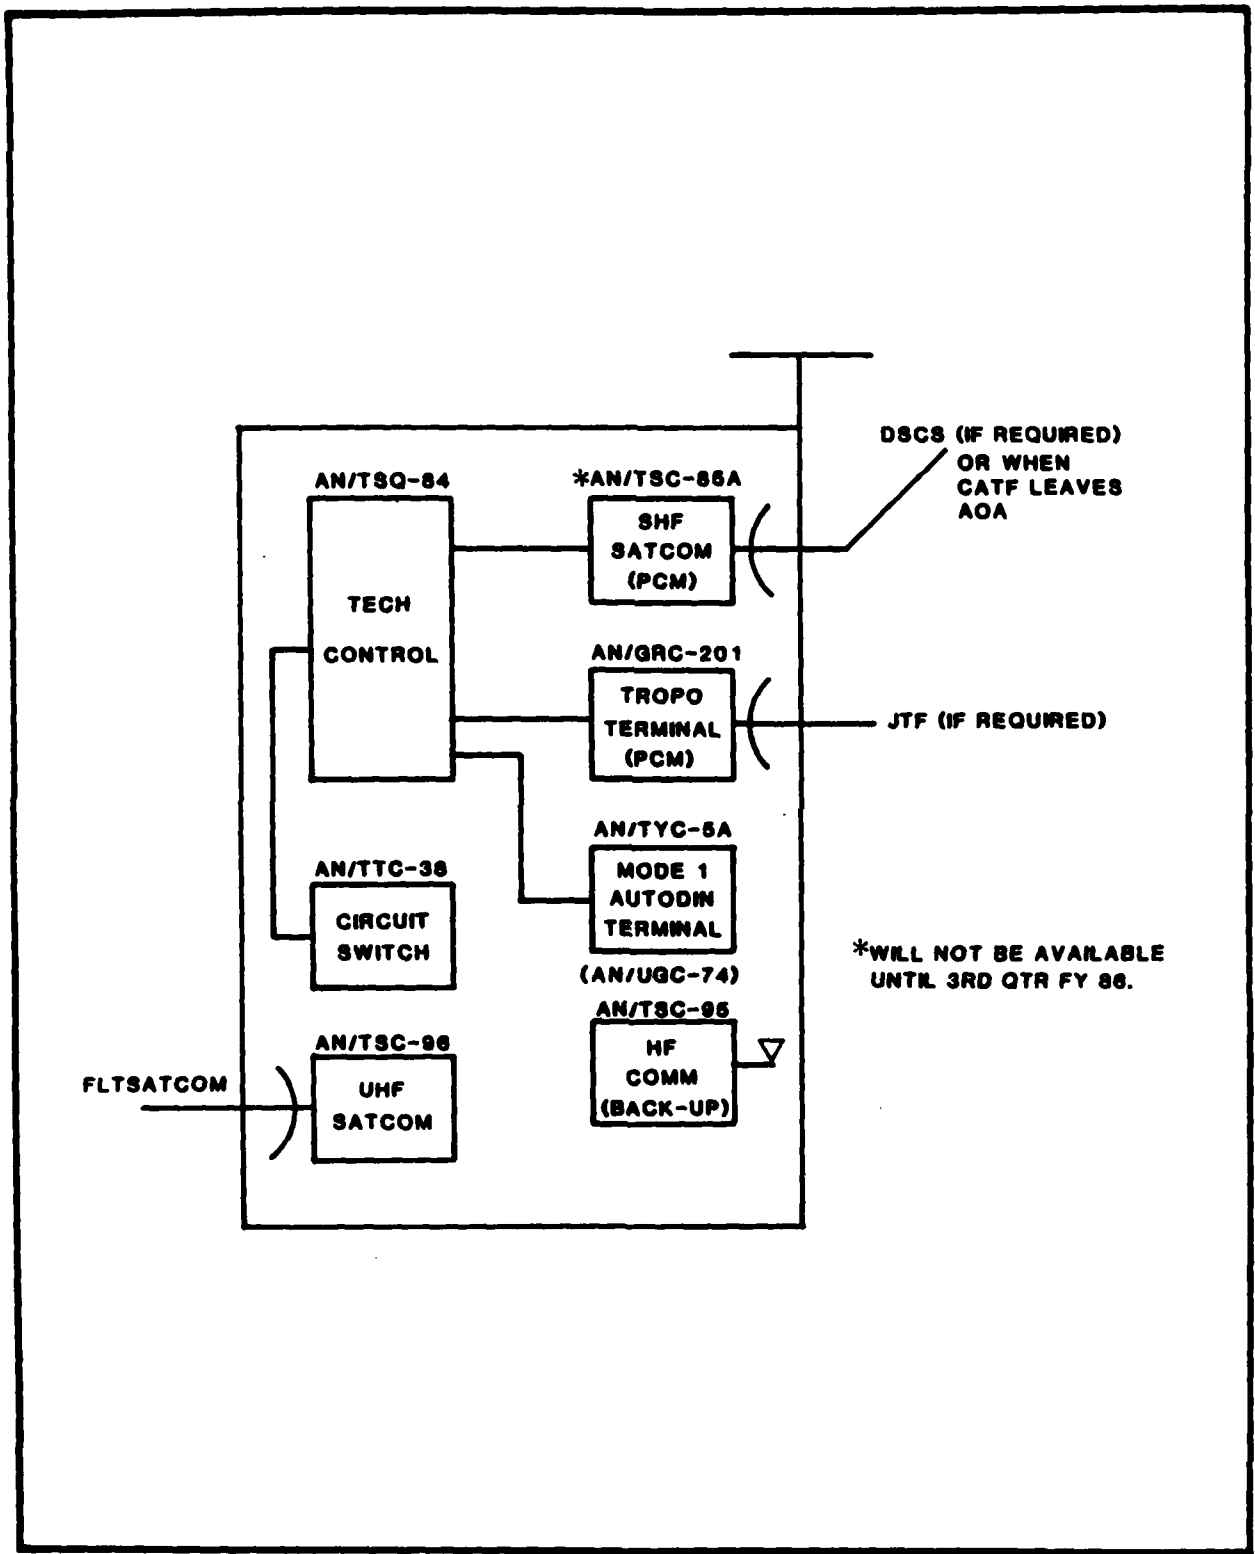 DSCS (IF REQUIRED)
OR WHEN
CATF LEAVES
AOA
AN/TSQ-84
TECH
CONTROL
*AN/TSC-85A
SHF
SATCOM
(PCM)
AN/GRC-201
TROPO
TERMINAL
(PCM)
JTF (IF REQUIRED)
AN/TYC-5A
MODE 1
AUTODIN
TERMINAL
(AN/UGC-74)
AN/TTC-38
CIRCUIT
SWITCH
*WILL NOT BE AVAILABLE
UNTIL 3RD QTR FY 86.
AN/TSC-95
HF
COMM
(BACK-UP)
AN/TSC-96
UHF
SATCOM
FLTSATCOM